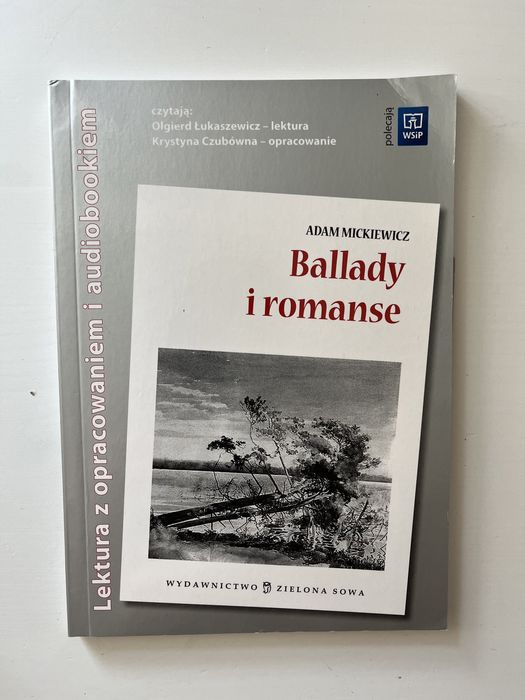 Lektura z opracowaniem i audiobookiem
czytają:
Olgierd Łukaszewicz – lektura
Krystyna Czubówna – opracowanie
polecają
WSiP
ADAM MICKIEWICZ
Ballady
i romanse
WYDAWNICTWO ZIELONA SOWA